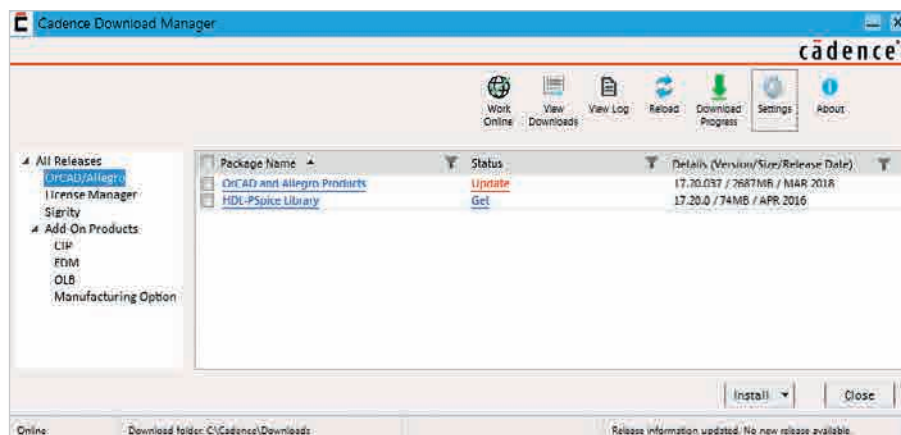 Cadence Download Manager
cādence
Work Online
View Downloads
View Log
Reload
Download Progress
Settings
About
All Releases
OrCAD/Allegro
License Manager
Sigrity
Add-On Products
CIP
EDM
OLB
Manufacturing Option
Package Name Status Details (Version/Size/Release Date)
OrCAD and Allegro Products Update 17.20.037 / 2687MB / MAR 2018
HDL-PSpice Library Get 17.20.0 / 74MB / APR 2016
Install Close
Online Download folder: C:\Cadence\Downloads Release information updated. No new release available.